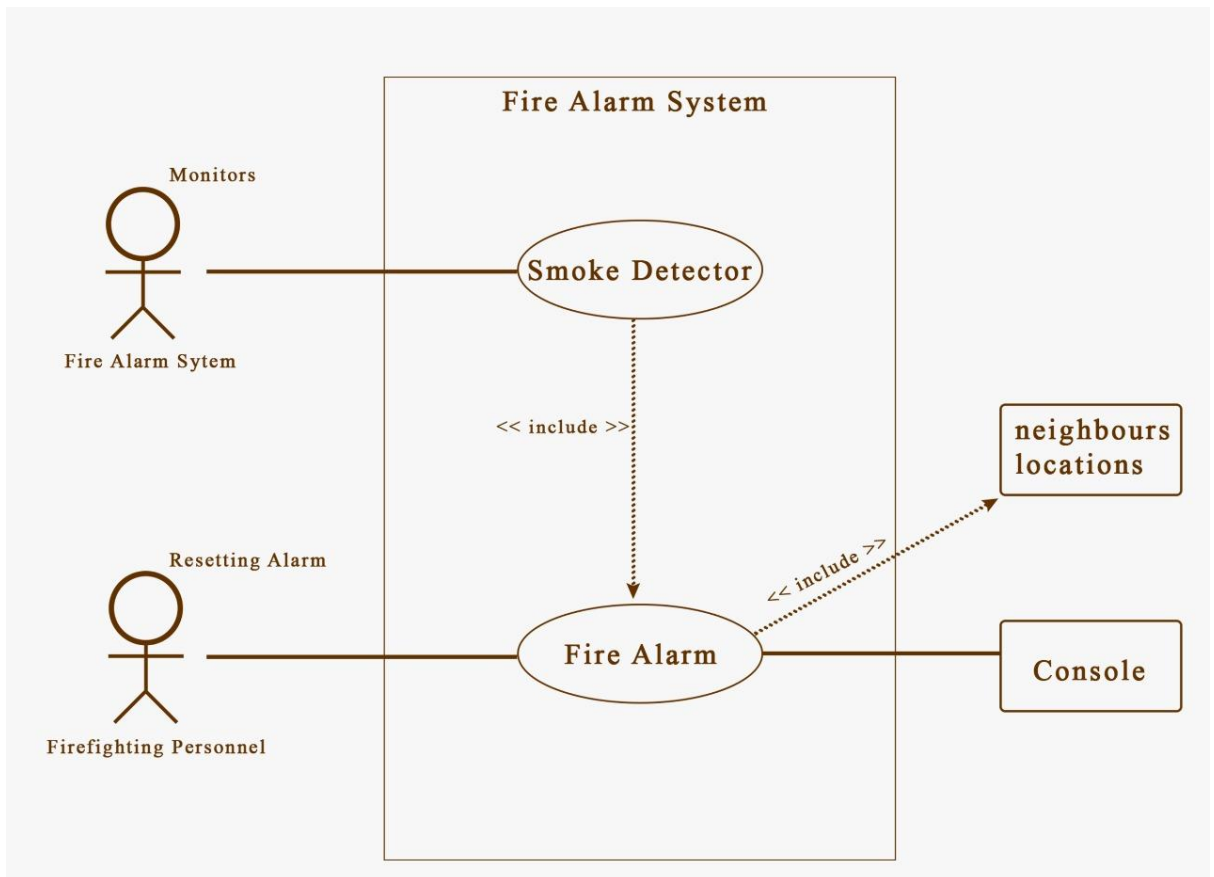 Fire Alarm System
Monitors
Smoke Detector
Fire Alarm Sytem
<< include >>
neighbours
locations
<< include >>
Resetting Alarm
Fire Alarm
Console
Firefighting Personnel